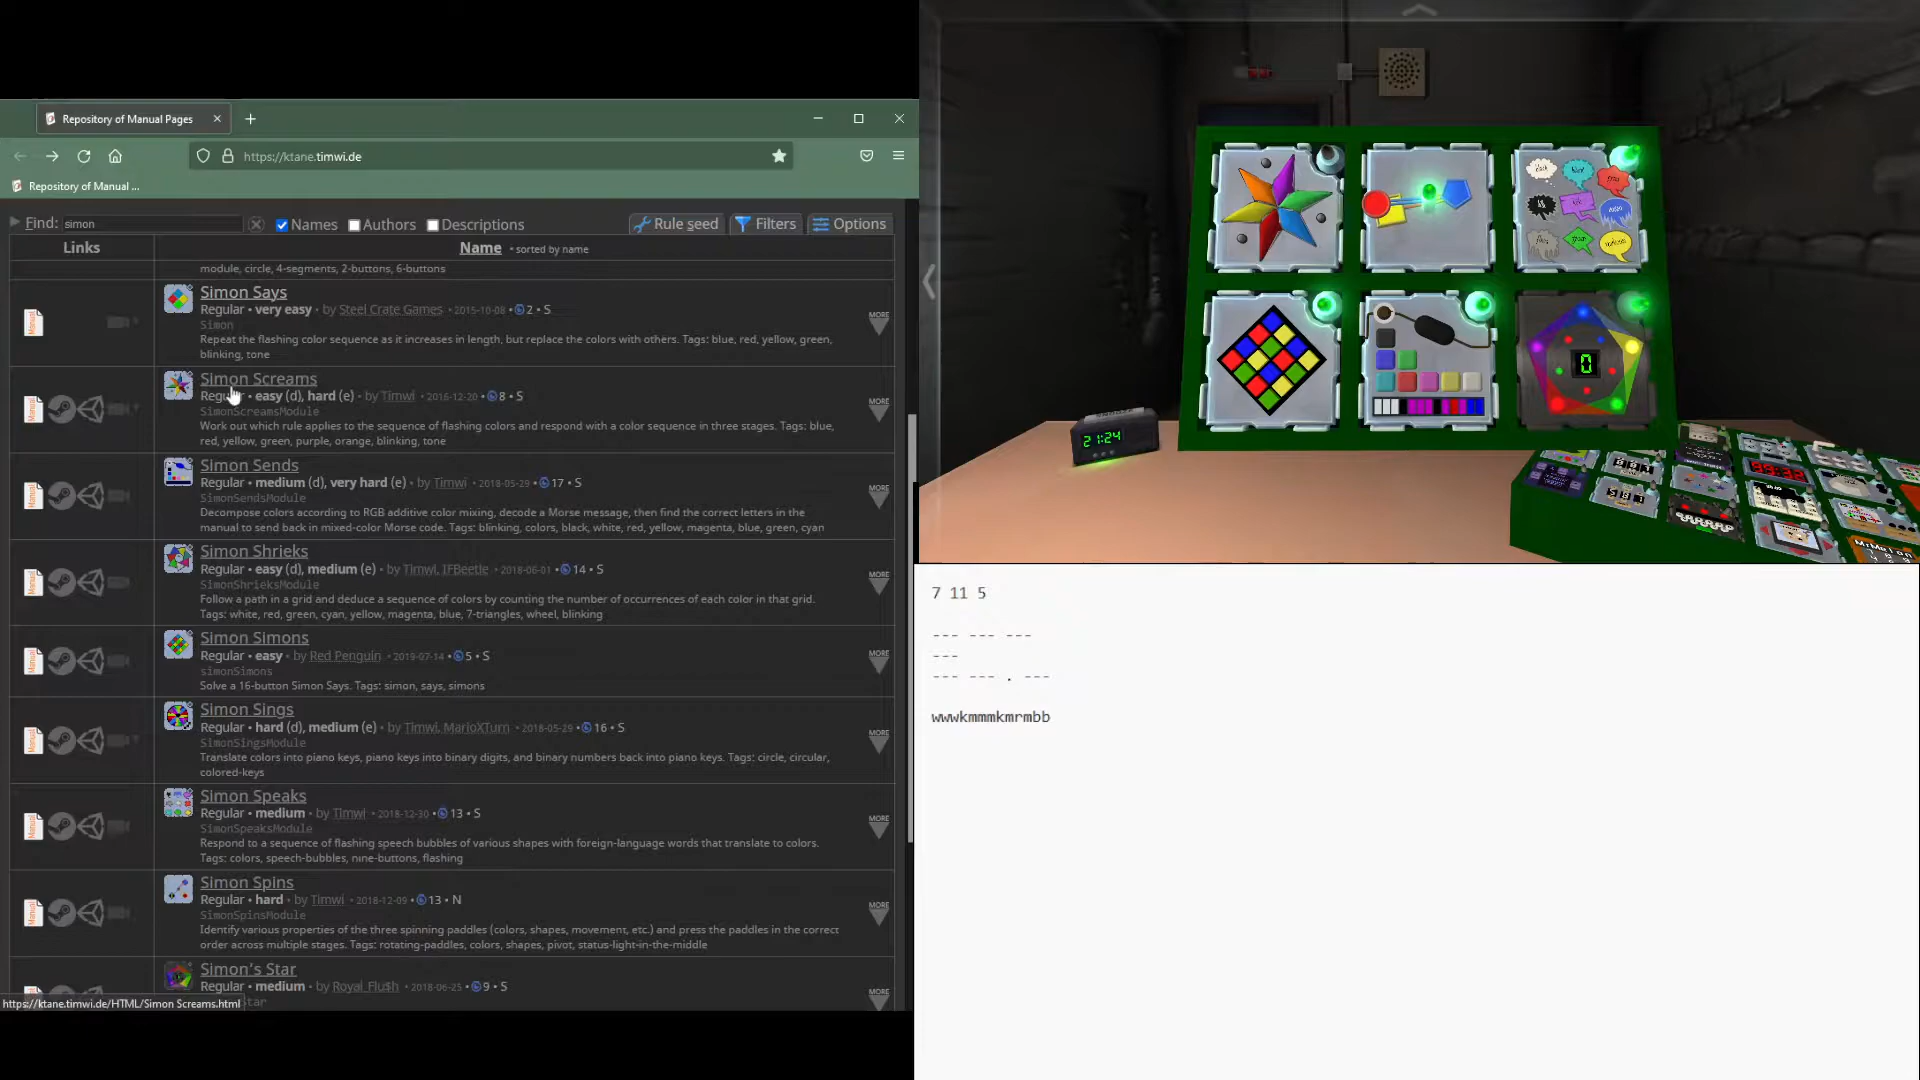 Repository of Manual Pages
https://ktane.timwi.de
Repository of Manual ...
Find: simon
Names
Authors
Descriptions
Rule seed
Filters
Options
Links
Name • sorted by name
module, circle, 4-segments, 2-buttons, 6-buttons
Simon Says
Regular • very easy • by Steel Crate Games • 2015-10-08 • 2 • S
Simon
Repeat the flashing color sequence as it increases in length, but replace the colors with others. Tags: blue, red, yellow, green,
blinking, tone
MORE
Simon Screams
Regular • easy (d), hard (e) • by Timwi • 2016-12-20 • 8 • S
SimonScreamsModule
Work out which rule applies to the sequence of flashing colors and respond with a color sequence in three stages. Tags: blue,
red, yellow, green, purple, orange, blinking, tone
MORE
Simon Sends
Regular • medium (d), very hard (e) • by Timwi • 2018-05-29 • 17 • S
SimonSendsModule
Decompose colors according to RGB additive color mixing, decode a Morse message, then find the correct letters in the
manual to send back in mixed-color Morse code. Tags: blinking, colors, black, white, red, yellow, magenta, blue, green, cyan
MORE
Simon Shrieks
Regular • easy (d), medium (e) • by Timwi, IFBeetle • 2018-06-01 • 14 • S
SimonShrieksModule
Follow a path in a grid and deduce a sequence of colors by counting the number of occurrences of each color in that grid.
Tags: white, red, green, cyan, yellow, magenta, blue, 7-triangles, wheel, blinking
MORE
Simon Simons
Regular • easy • by Red Penguin • 2019-07-14 • 5 • S
simonSimons
Solve a 16-button Simon Says. Tags: simon, says, simons
MORE
Simon Sings
Regular • hard (d), medium (e) • by Timwi, MarioXTurn • 2018-05-29 • 16 • S
SimonSingsModule
Translate colors into piano keys, piano keys into binary digits, and binary numbers back into piano keys. Tags: circle, circular,
colored-keys
MORE
Simon Speaks
Regular • medium • by Timwi • 2018-12-30 • 13 • S
SimonSpeaksModule
Respond to a sequence of flashing speech bubbles of various shapes with foreign-language words that translate to colors.
Tags: colors, speech-bubbles, nine-buttons, flashing
MORE
Simon Spins
Regular • hard • by Timwi • 2018-12-09 • 13 • N
SimonSpinsModule
Identify various properties of the three spinning paddles (colors, shapes, movement, etc.) and press the paddles in the correct
order across multiple stages. Tags: rotating-paddles, colors, shapes, pivot, status-light-in-the-middle
MORE
Simon's Star
Regular • medium • by Royal_Flu$h • 2018-06-25 • 9 • S
MORE
https://ktane.timwi.de/HTML/Simon Screams.html
21:24
0
7 11 5
--- --- ---
---
--- --- . ---
wwwkmmmkmrmbb